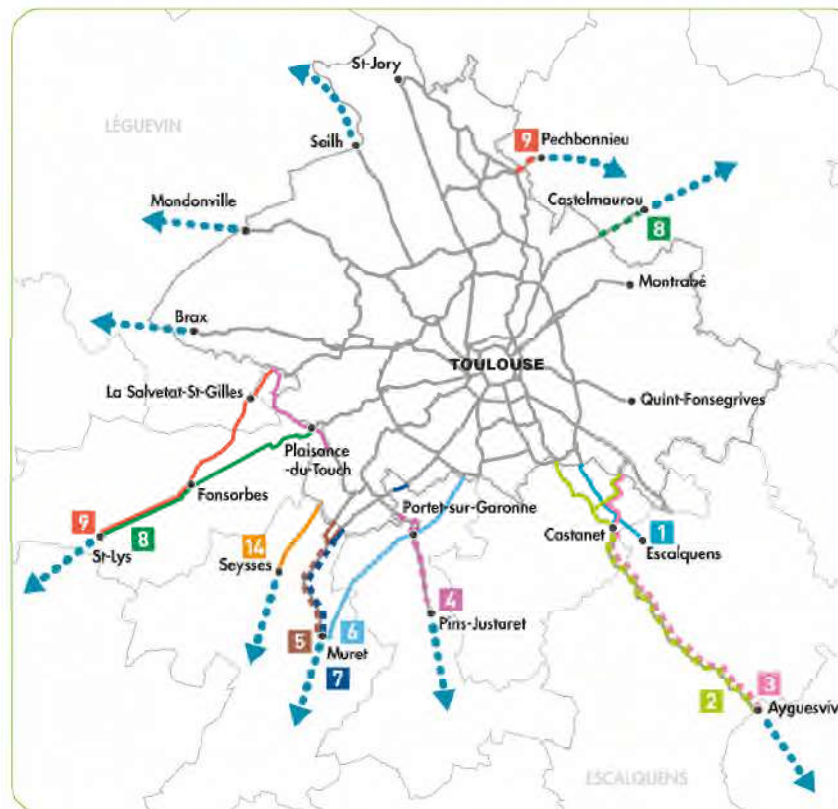 St-Jory
LÉGUEVIN
Sailh
9
Pechbonnieu
Castelmaurou
8
Mondonville
Montrabé
Brax
TOULOUSE
La Salvetat-St-Gilles
Quint-Fonsegrives
Plaisance
-du-Touch
Fonsorbes
Portet-sur-Garonne
9
8
St-Lys
14
Seysses
Castanet
1
Escalquens
4
Pins-Justaret
5
6
Muret
7
3
2
Ayguesviv
ESCALQUENS